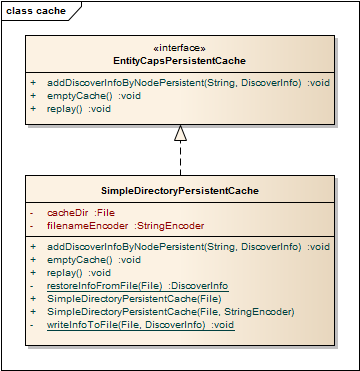 class cache
«interface»
EntityCapsPersistentCache
+ addDiscoverInfoByNodePersistent(String, DiscoverInfo) :void
+ emptyCache() :void
+ replay() :void
SimpleDirectoryPersistentCache
- cacheDir :File
- filenameEncoder :StringEncoder
+ addDiscoverInfoByNodePersistent(String, DiscoverInfo) :void
+ emptyCache() :void
+ replay() :void
- restoreInfoFromFile(File) :DiscoverInfo
+ SimpleDirectoryPersistentCache(File)
+ SimpleDirectoryPersistentCache(File, StringEncoder)
- writeInfoToFile(File, DiscoverInfo) :void